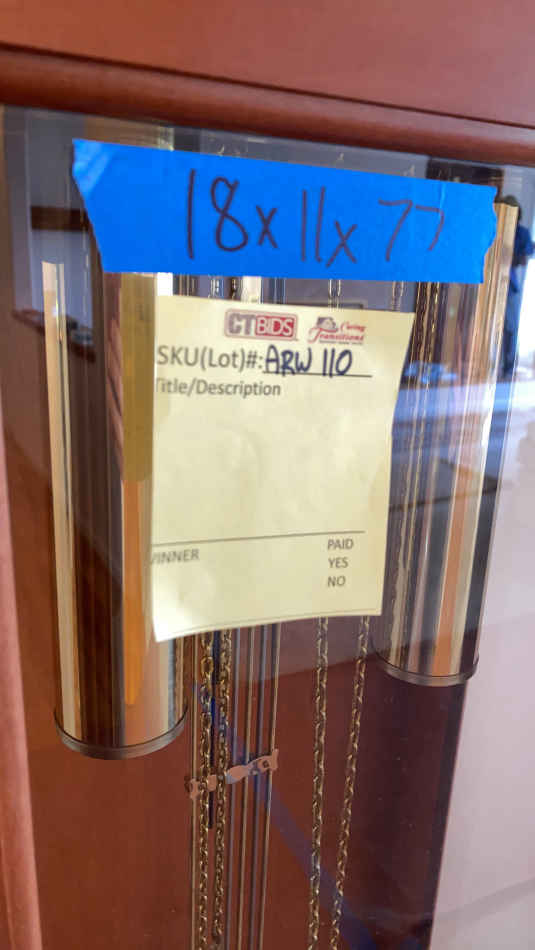 18x11x77
CTBIDS Caring Transitions
SKU(Lot)#: ARW 110
Title/Description
WINNER PAID
YES
NO